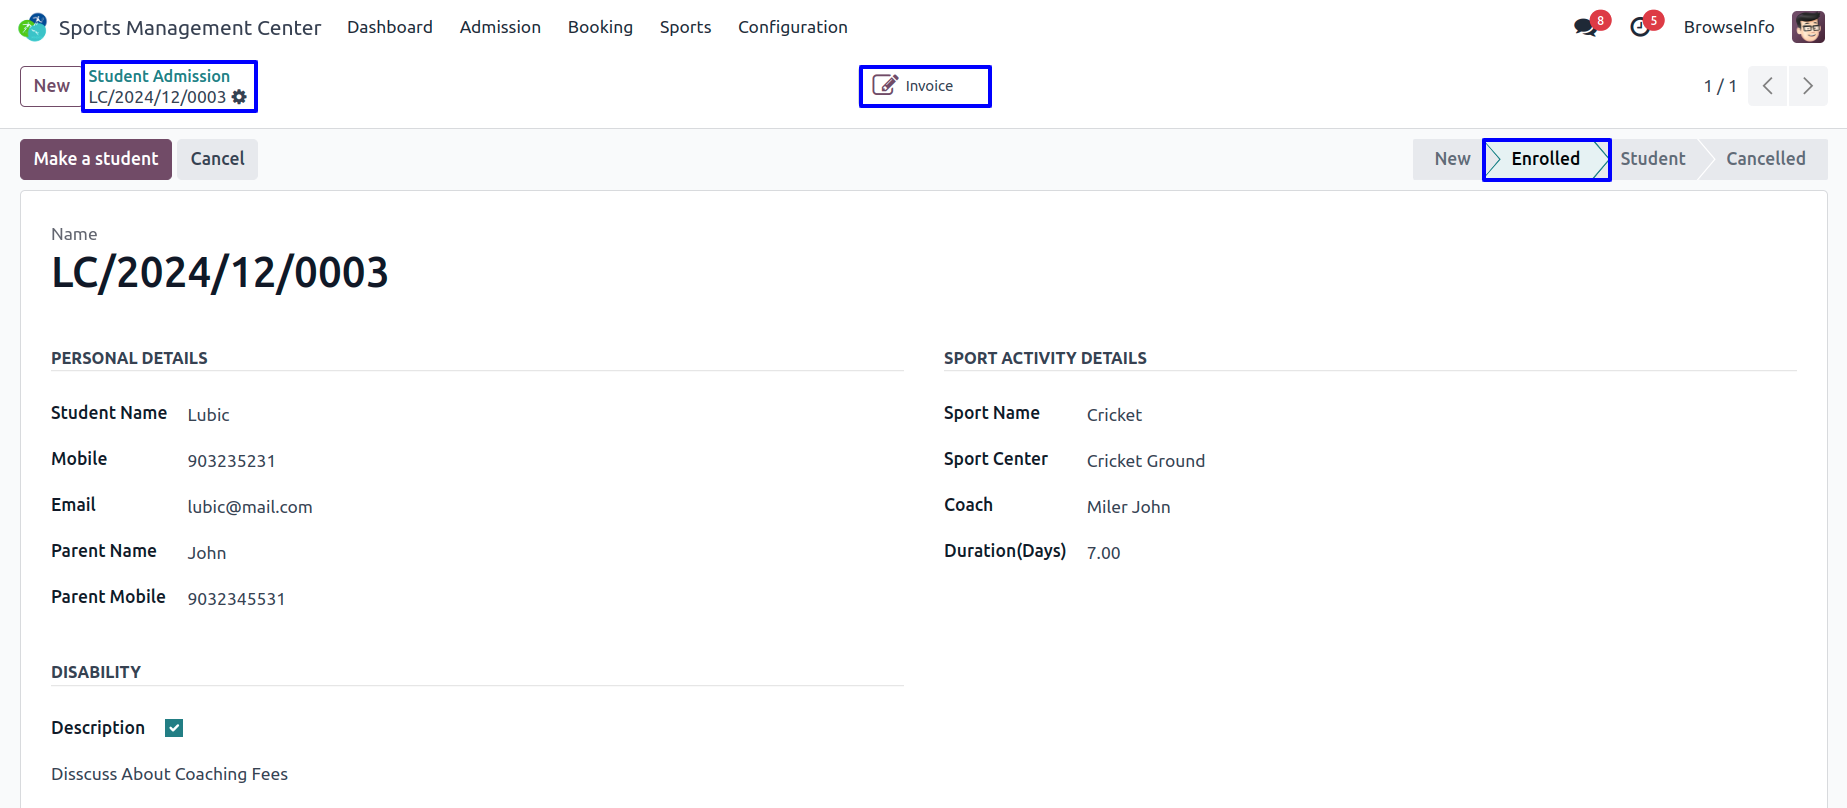 Sports Management Center Dashboard Admission Booking Sports Configuration 8 5 BrowseInfo
New Student Admission
LC/2024/12/0003
Invoice
1 / 1
Make a student Cancel New Enrolled Student Cancelled
Name
LC/2024/12/0003
PERSONAL DETAILS
Student Name Lubic
Mobile 903235231
Email lubic@mail.com
Parent Name John
Parent Mobile 9032345531
SPORT ACTIVITY DETAILS
Sport Name Cricket
Sport Center Cricket Ground
Coach Miler John
Duration(Days) 7.00
DISABILITY
Description
Disscuss About Coaching Fees